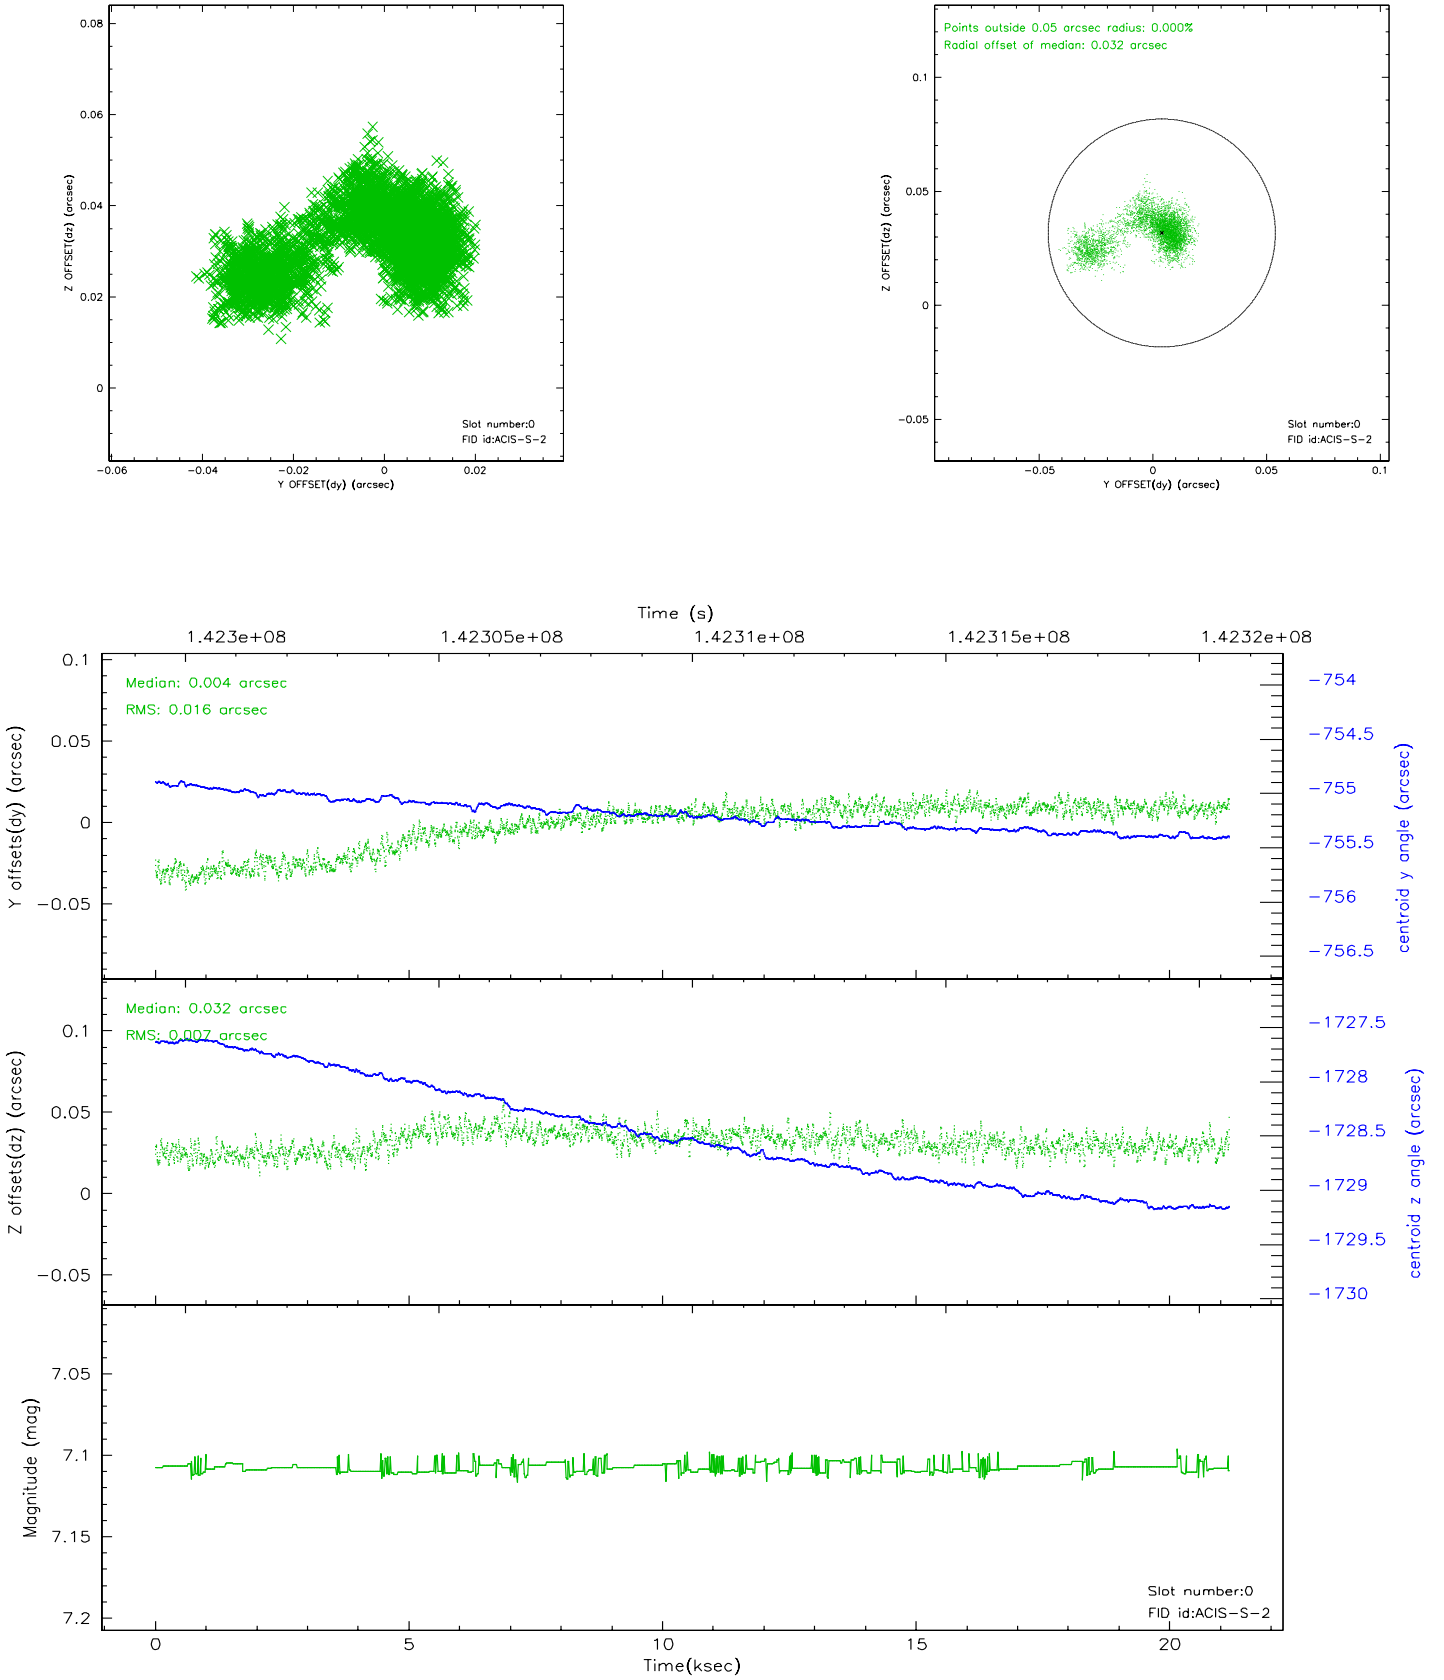 0.08
0.06
0.04
0.02
0
Z OFFSET(dz) (arcsec)
Slot number:0
FID id:ACIS-S-2
-0.06 -0.04 -0.02 0 0.02
Y OFFSET(dy) (arcsec)
Points outside 0.05 arcsec radius: 0.000%
Radial offset of median: 0.032 arcsec
0.1
0.05
0
-0.05
Z OFFSET(dz) (arcsec)
Slot number:0
FID id:ACIS-S-2
-0.05 0 0.05 0.1
Y OFFSET(dy) (arcsec)
Time (s)
1.423e+08 1.42305e+08 1.4231e+08 1.42315e+08 1.4232e+08
Median: 0.004 arcsec
RMS: 0.016 arcsec
0.1
0.05
0
-0.05
Y offsets(dy) (arcsec)
-754
-754.5
-755
-755.5
-756
-756.5
centroid y angle (arcsec)
Median: 0.032 arcsec
RMS: 0.007 arcsec
0.1
0.05
0
-0.05
Z offsets(dz) (arcsec)
-1727.5
-1728
-1728.5
-1729
-1729.5
-1730
centroid z angle (arcsec)
7.05
7.1
7.15
7.2
Magnitude (mag)
Slot number:0
FID id:ACIS-S-2
0 5 10 15 20
Time(ksec)